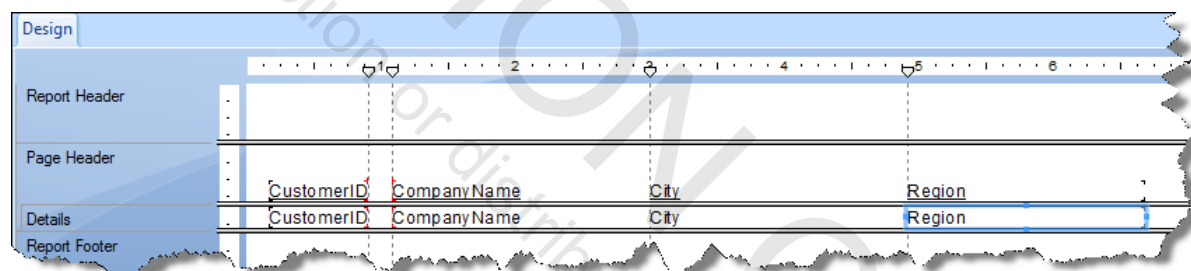 Design
1 2 3 4 5 6
Report Header
Page Header
CustomerID CompanyName City Region
Details CustomerID CompanyName City Region
Report Footer